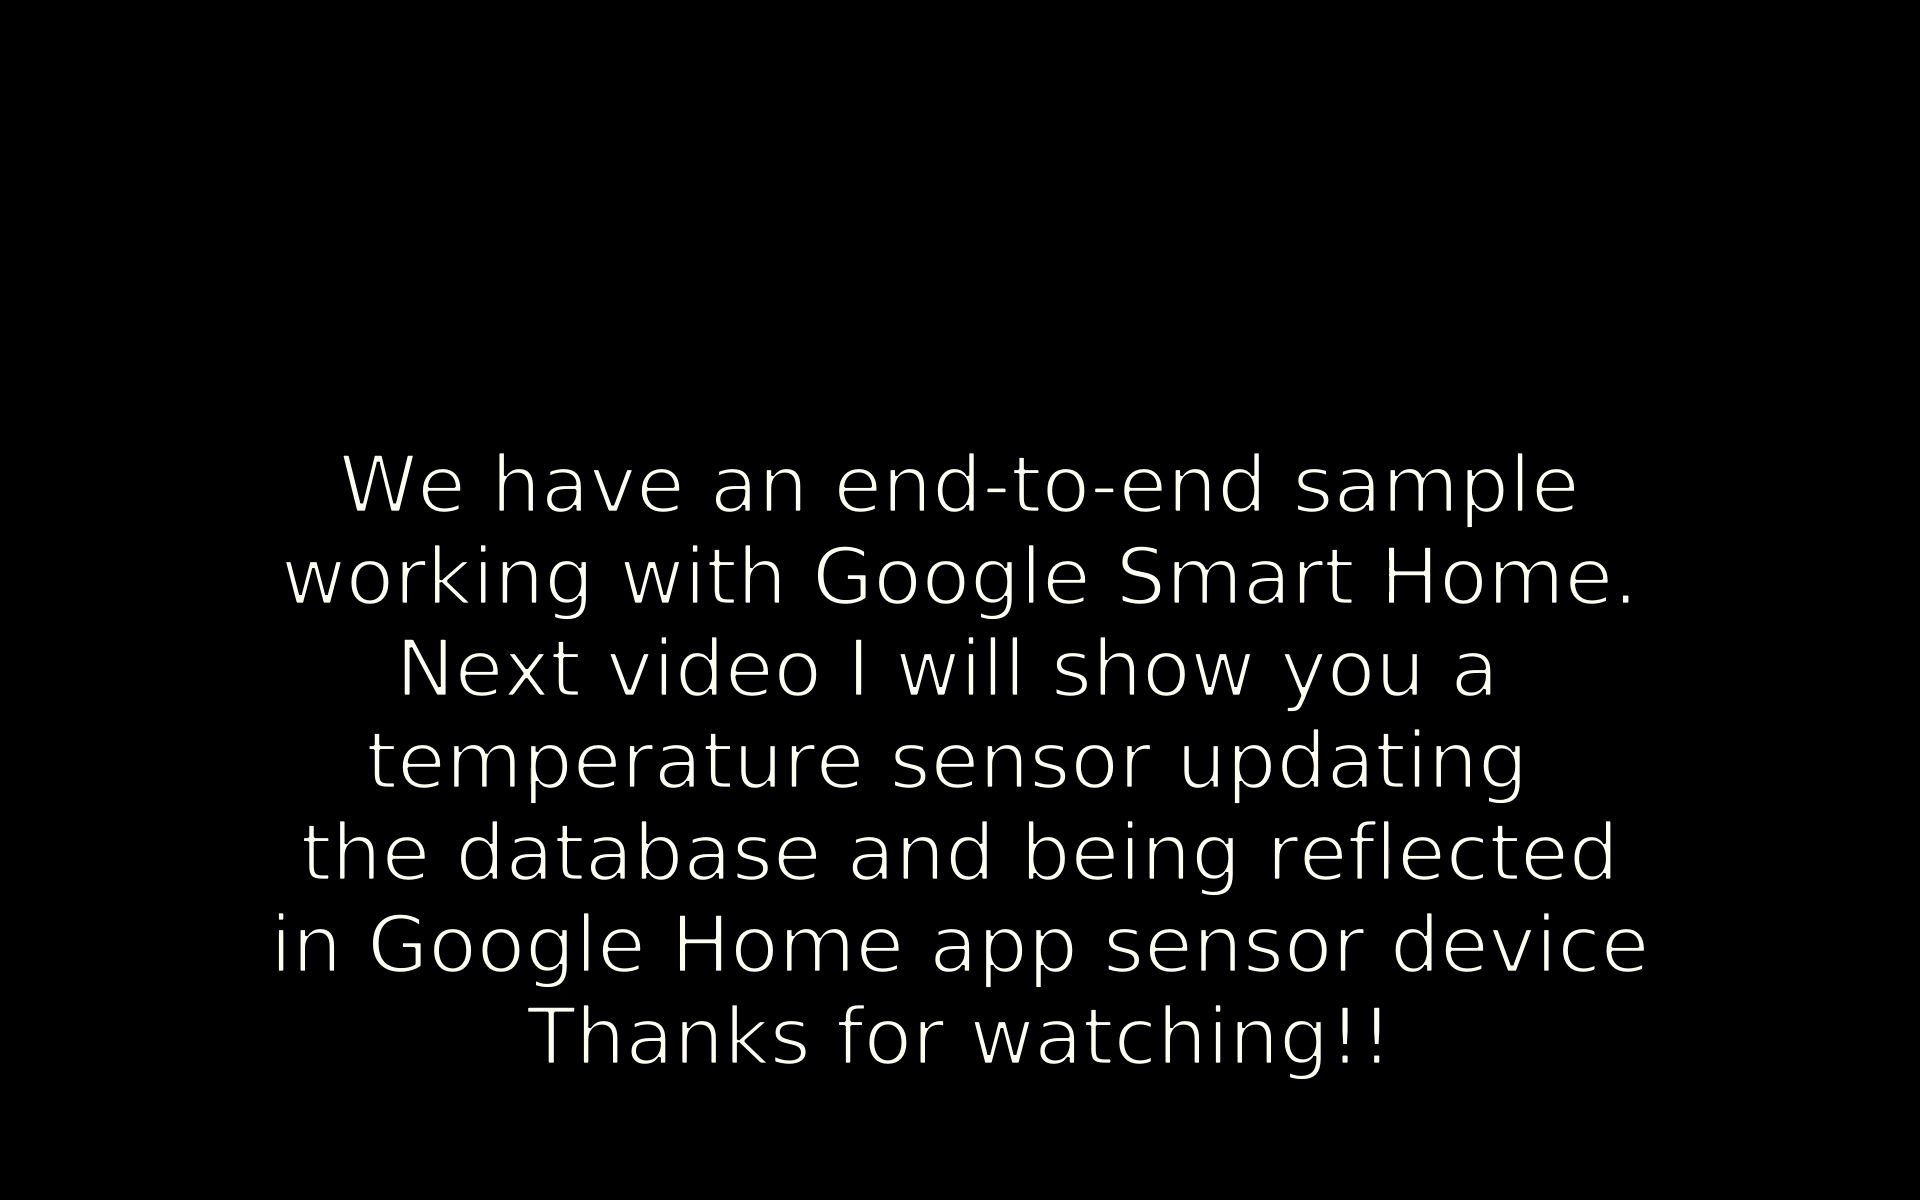 We have an end-to-end sample
working with Google Smart Home.
Next video I will show you a
temperature sensor updating
the database and being reflected
in Google Home app sensor device
Thanks for watching!!